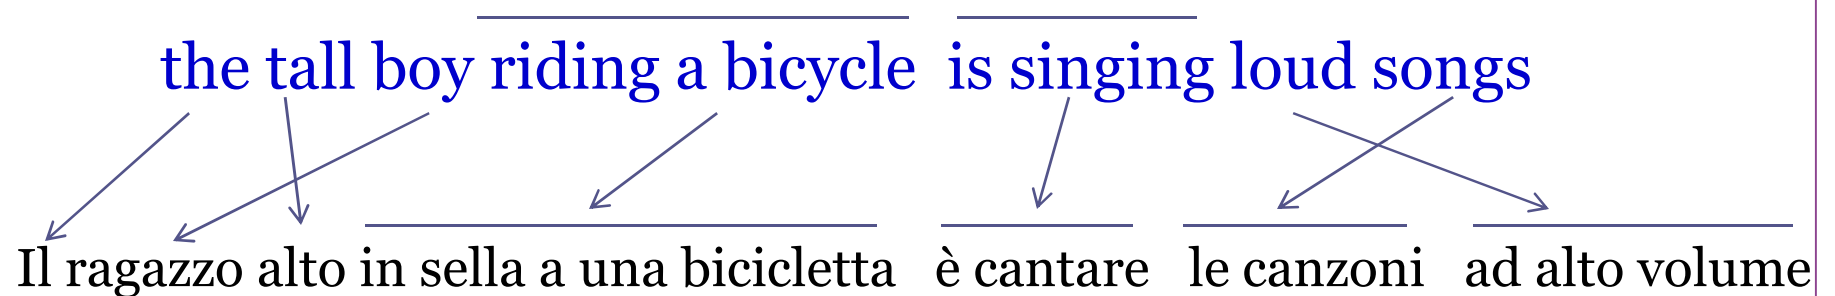 the tall boy riding a bicycle is singing loud songs
Il ragazzo alto in sella a una bicicletta è cantare le canzoni ad alto volume